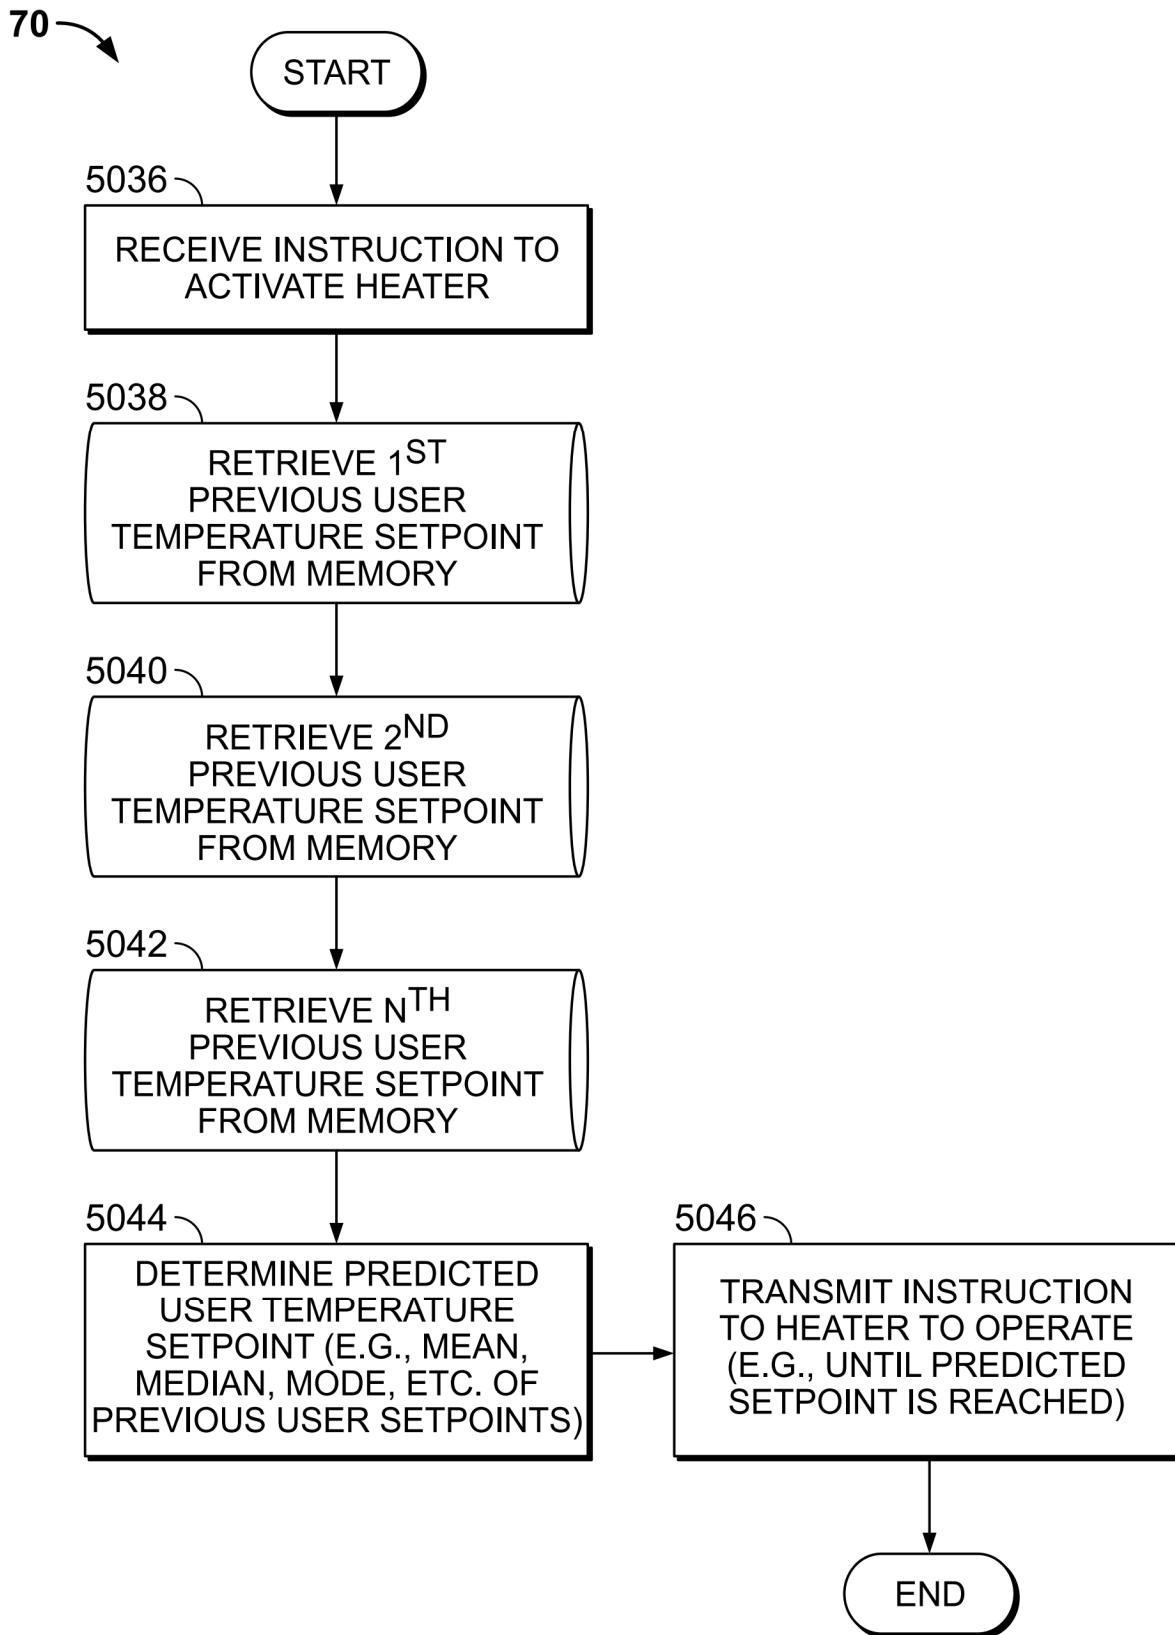 70
START
5036
RECEIVE INSTRUCTION TO
ACTIVATE HEATER
5038
RETRIEVE 1ST
PREVIOUS USER
TEMPERATURE SETPOINT
FROM MEMORY
5040
RETRIEVE 2ND
PREVIOUS USER
TEMPERATURE SETPOINT
FROM MEMORY
5042
RETRIEVE NTH
PREVIOUS USER
TEMPERATURE SETPOINT
FROM MEMORY
5044
DETERMINE PREDICTED
USER TEMPERATURE
SETPOINT (E.G., MEAN,
MEDIAN, MODE, ETC. OF
PREVIOUS USER SETPOINTS)
5046
TRANSMIT INSTRUCTION
TO HEATER TO OPERATE
(E.G., UNTIL PREDICTED
SETPOINT IS REACHED)
END